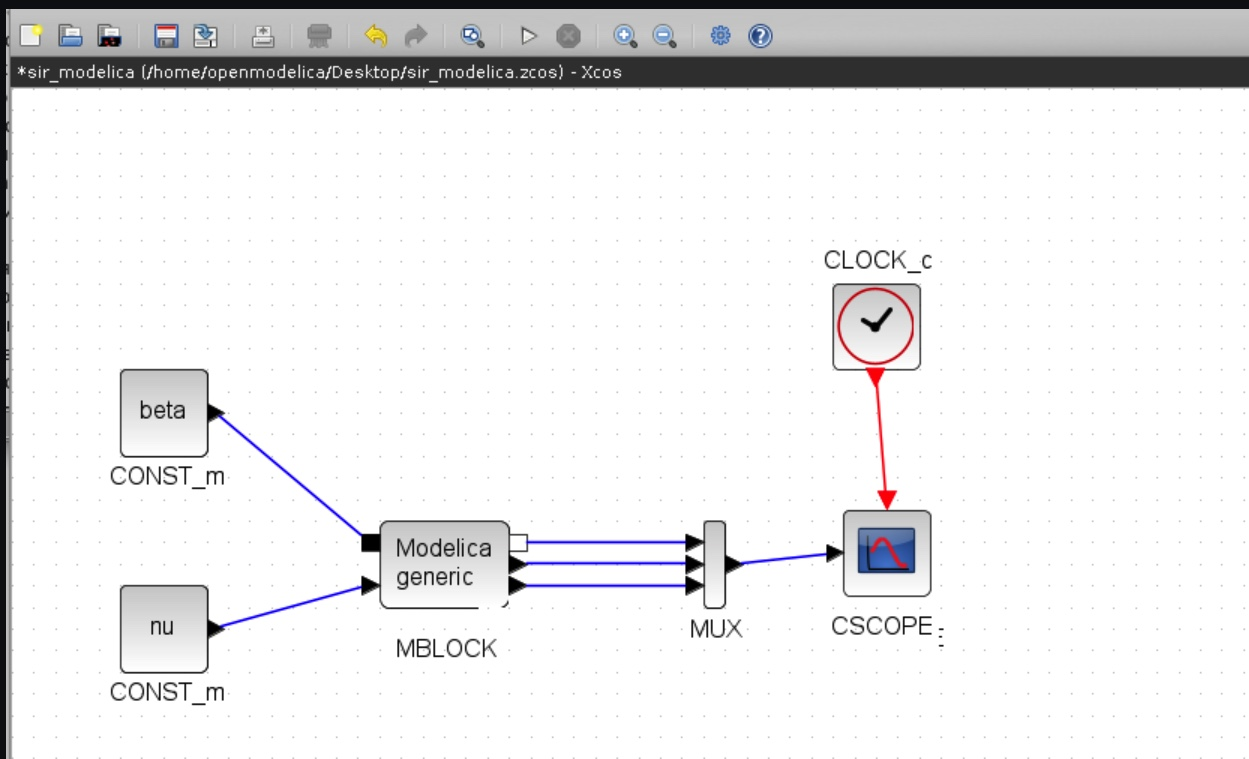 *sir_modelica (/home/openmodelica/Desktop/sir_modelica.zcos) - Xcos
CLOCK_c
beta
CONST_m
Modelica
generic
MBLOCK
MUX
CSCOPE
nu
CONST_m